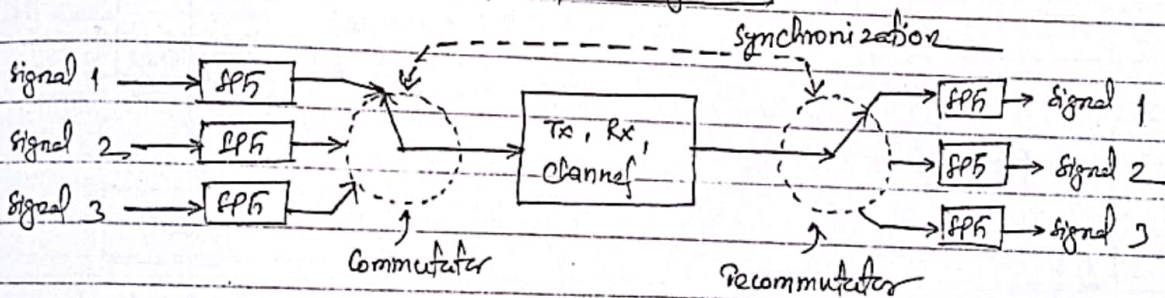 Synchronization
Signal 1
LPF
LPF
Signal 1
Signal 2
LPF
Tx, Rx,
Channel
LPF
Signal 2
Signal 3
LPF
LPF
Signal 3
Commutator
Decommutator